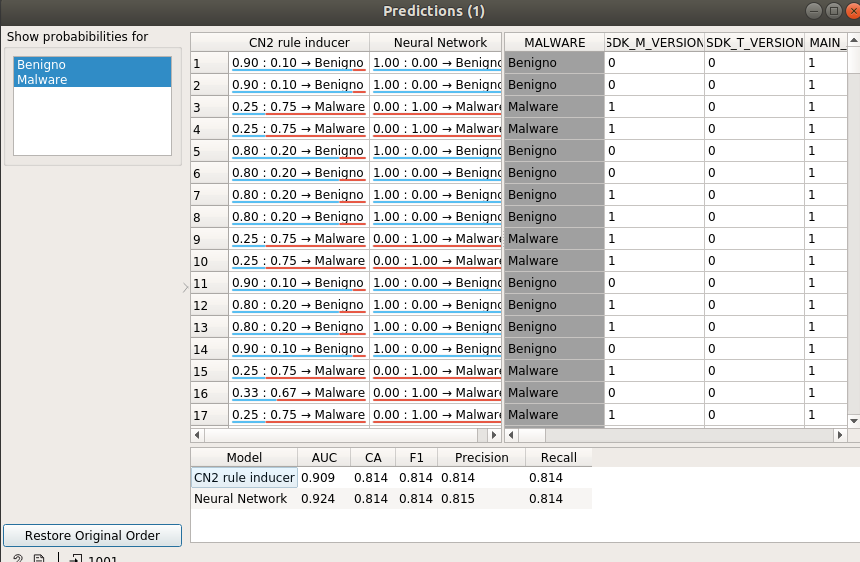 Predictions (1)
Show probabibilities for
Benigno
Malware
CN2 rule inducer Neural Network MALWARE SDK_M_VERSION SDK_T_VERSION MAIN_
1 0.90 : 0.10 → Benigno 1.00 : 0.00 → Benigno Benigno 0 0 1
2 0.90 : 0.10 → Benigno 1.00 : 0.00 → Benigno Benigno 0 0 1
3 0.25 : 0.75 → Malware 0.00 : 1.00 → Malware Malware 1 0 1
4 0.25 : 0.75 → Malware 0.00 : 1.00 → Malware Malware 1 0 1
5 0.80 : 0.20 → Benigno 1.00 : 0.00 → Benigno Benigno 0 0 1
6 0.80 : 0.20 → Benigno 1.00 : 0.00 → Benigno Benigno 0 0 1
7 0.80 : 0.20 → Benigno 1.00 : 0.00 → Benigno Benigno 1 0 1
8 0.80 : 0.20 → Benigno 1.00 : 0.00 → Benigno Benigno 1 0 1
9 0.25 : 0.75 → Malware 0.00 : 1.00 → Malware Malware 1 0 1
10 0.25 : 0.75 → Malware 0.00 : 1.00 → Malware Malware 1 0 1
11 0.90 : 0.10 → Benigno 1.00 : 0.00 → Benigno Benigno 0 0 1
12 0.80 : 0.20 → Benigno 1.00 : 0.00 → Benigno Benigno 1 0 1
13 0.80 : 0.20 → Benigno 1.00 : 0.00 → Benigno Benigno 1 0 1
14 0.90 : 0.10 → Benigno 1.00 : 0.00 → Benigno Benigno 0 0 1
15 0.25 : 0.75 → Malware 0.00 : 1.00 → Malware Malware 1 0 1
16 0.33 : 0.67 → Malware 0.00 : 1.00 → Malware Malware 0 0 1
17 0.25 : 0.75 → Malware 0.00 : 1.00 → Malware Malware 1 0 1
Model AUC CA F1 Precision Recall
CN2 rule inducer 0.909 0.814 0.814 0.814 0.814
Neural Network 0.924 0.814 0.814 0.815 0.814
Restore Original Order
1001